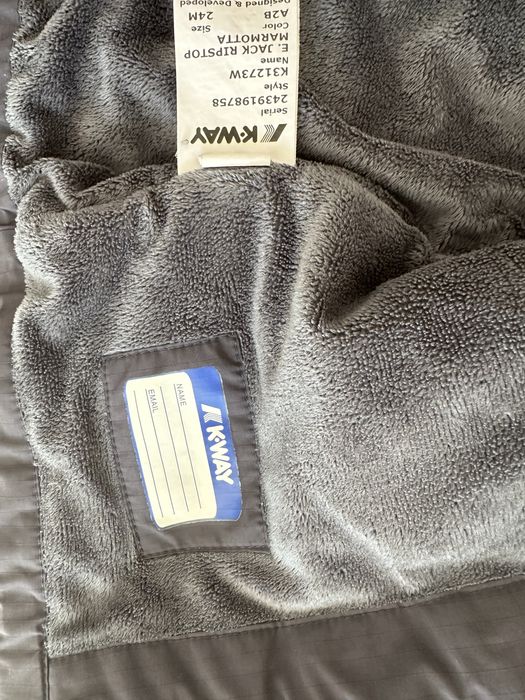 K-WAY
Serial
2439198758
Style
K31273W
Name
E. JACK RIPSTOP
MARMOTTA
Color Size
A2B 24M
Designed & Developed
K-WAY
NAME
EMAIL